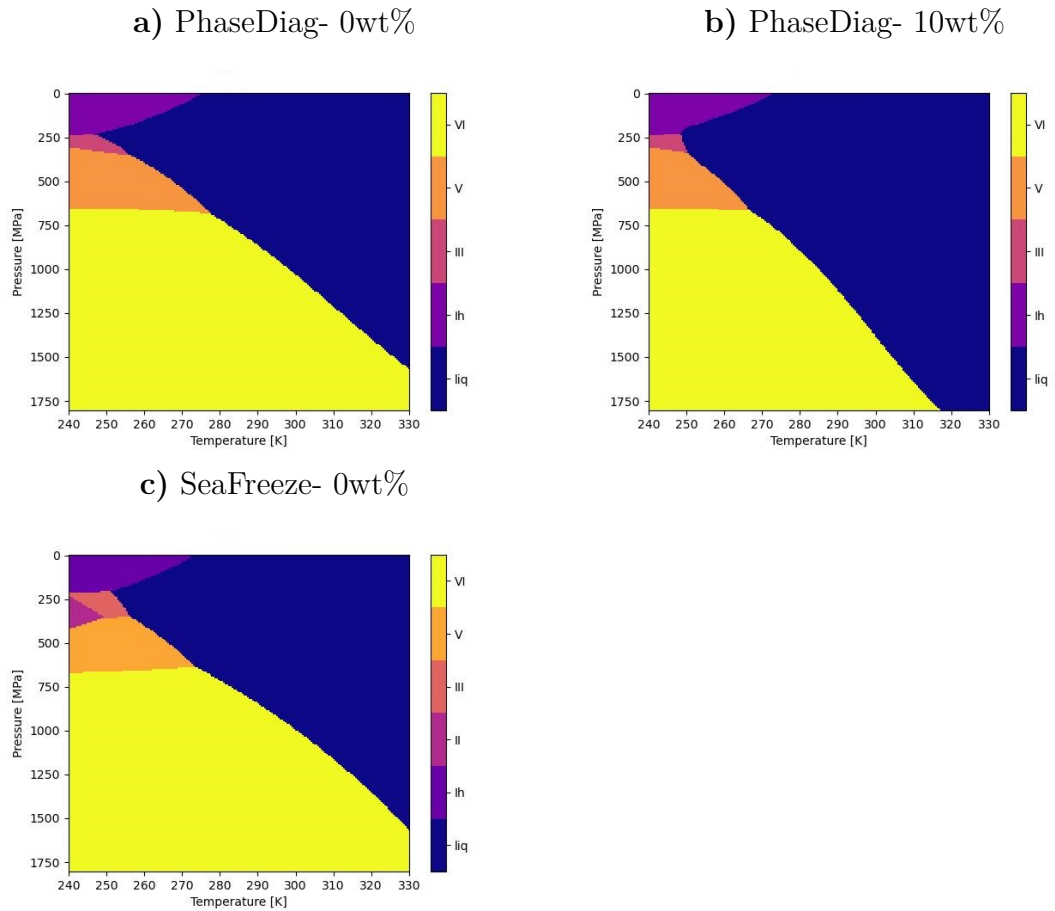 a) PhaseDiag- 0wt%
b) PhaseDiag- 10wt%
0
250
500
750
1000
1250
1500
1750
Pressure [MPa]
240 250 260 270 280 290 300 310 320 330
Temperature [K]
VI
V
III
Ih
liq
0
250
500
750
1000
1250
1500
1750
Pressure [MPa]
240 250 260 270 280 290 300 310 320 330
Temperature [K]
VI
V
III
Ih
liq
c) SeaFreeze- 0wt%
0
250
500
750
1000
1250
1500
1750
Pressure [MPa]
240 250 260 270 280 290 300 310 320 330
Temperature [K]
VI
V
III
II
Ih
liq